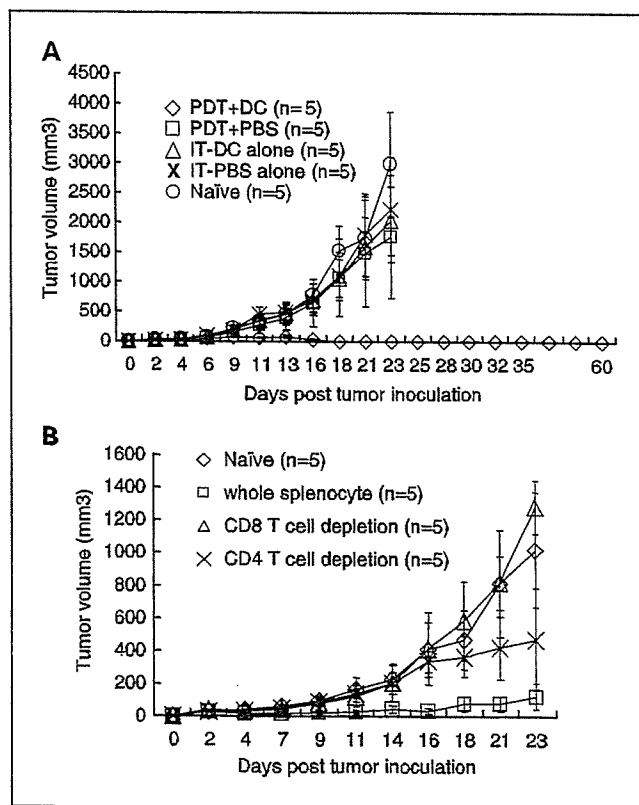 A
4500
4000
3500
3000
2500
2000
1500
1000
500
0
Tumor volume (mm3)
PDT+DC (n=5)
PDT+PBS (n=5)
IT-DC alone (n=5)
IT-PBS alone (n=5)
Naïve (n=5)
0 2 4 6 9 11 13 16 18 21 23 25 28 30 32 35 60
Days post tumor inoculation
B
1600
1400
1200
1000
800
600
400
200
0
Tumor volume (mm3)
Naïve (n=5)
whole splenocyte (n=5)
CD8 T cell depletion (n=5)
CD4 T cell depletion (n=5)
0 2 4 7 9 11 14 16 18 21 23
Days post tumor inoculation